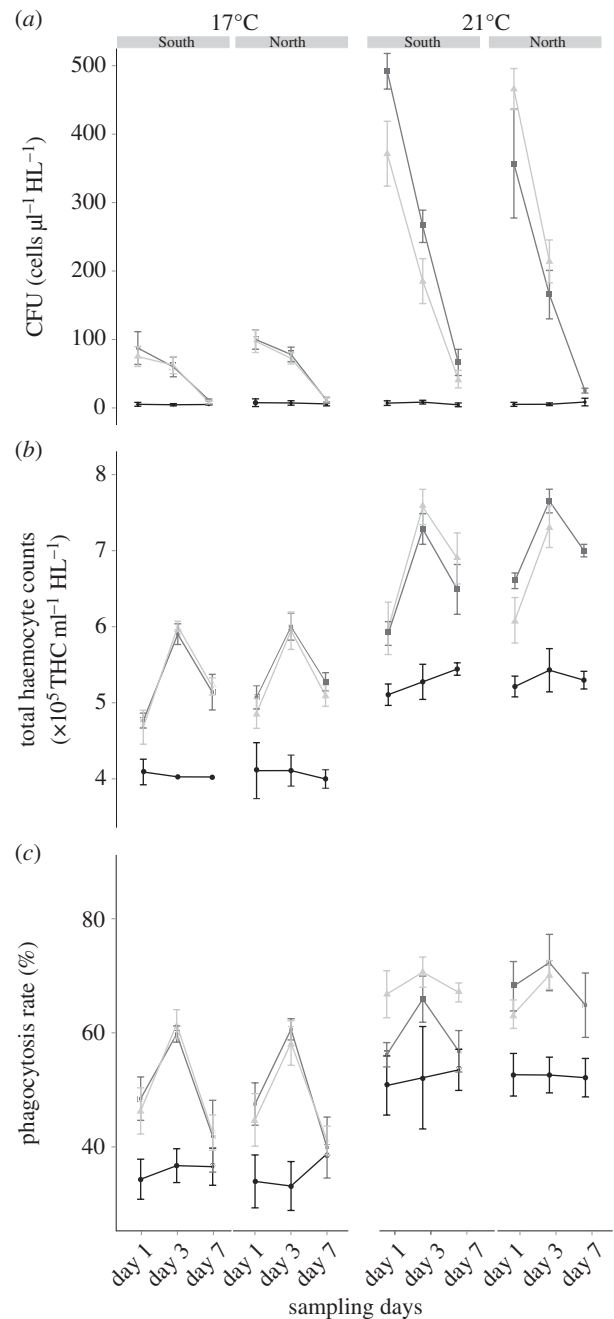 (a)
17°C
21°C
South
North
South
North
CFU (cells µl−1 HL−1)
500
400
300
200
100
0
(b)
total haemocyte counts
(×10⁵ THC ml−1 HL−1)
8
7
6
5
4
(c)
phagocytosis rate (%)
80
60
40
day 1
day 3
day 7
day 1
day 3
day 7
day 1
day 3
day 7
day 1
day 3
day 7
sampling days